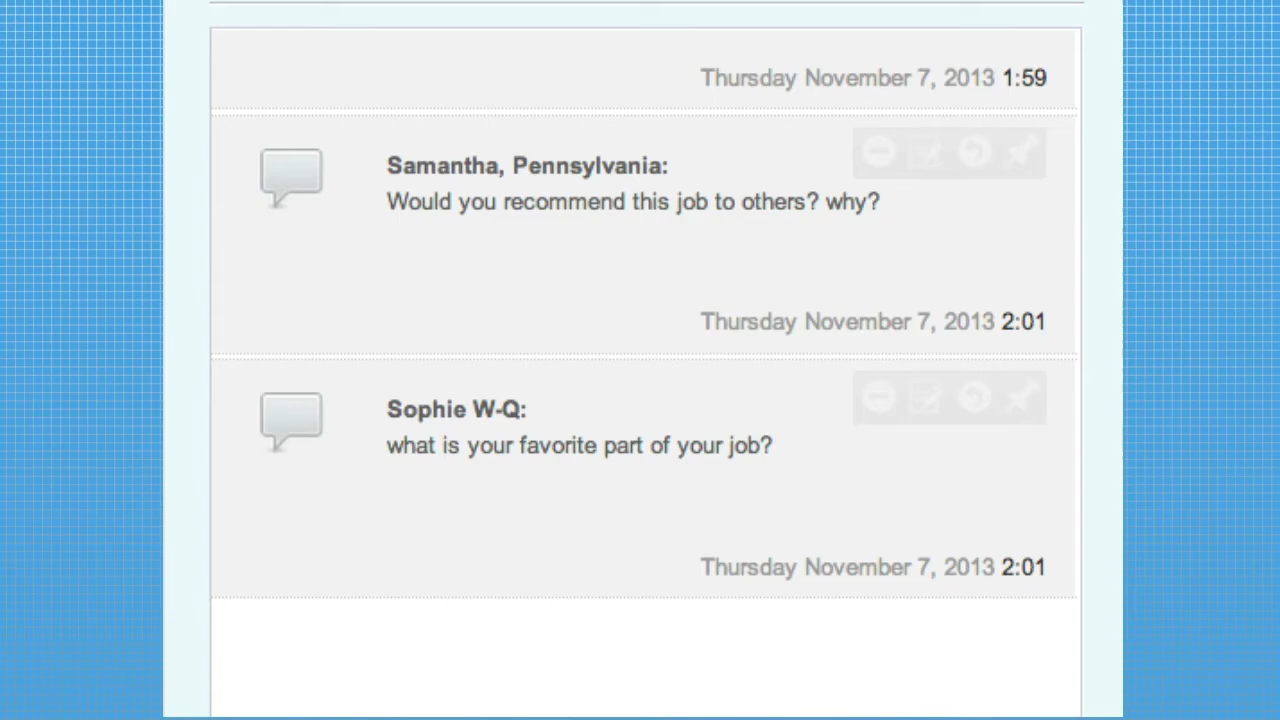 Thursday November 7, 2013 1:59
Samantha, Pennsylvania:
Would you recommend this job to others? why?
Thursday November 7, 2013 2:01
Sophie W-Q:
what is your favorite part of your job?
Thursday November 7, 2013 2:01